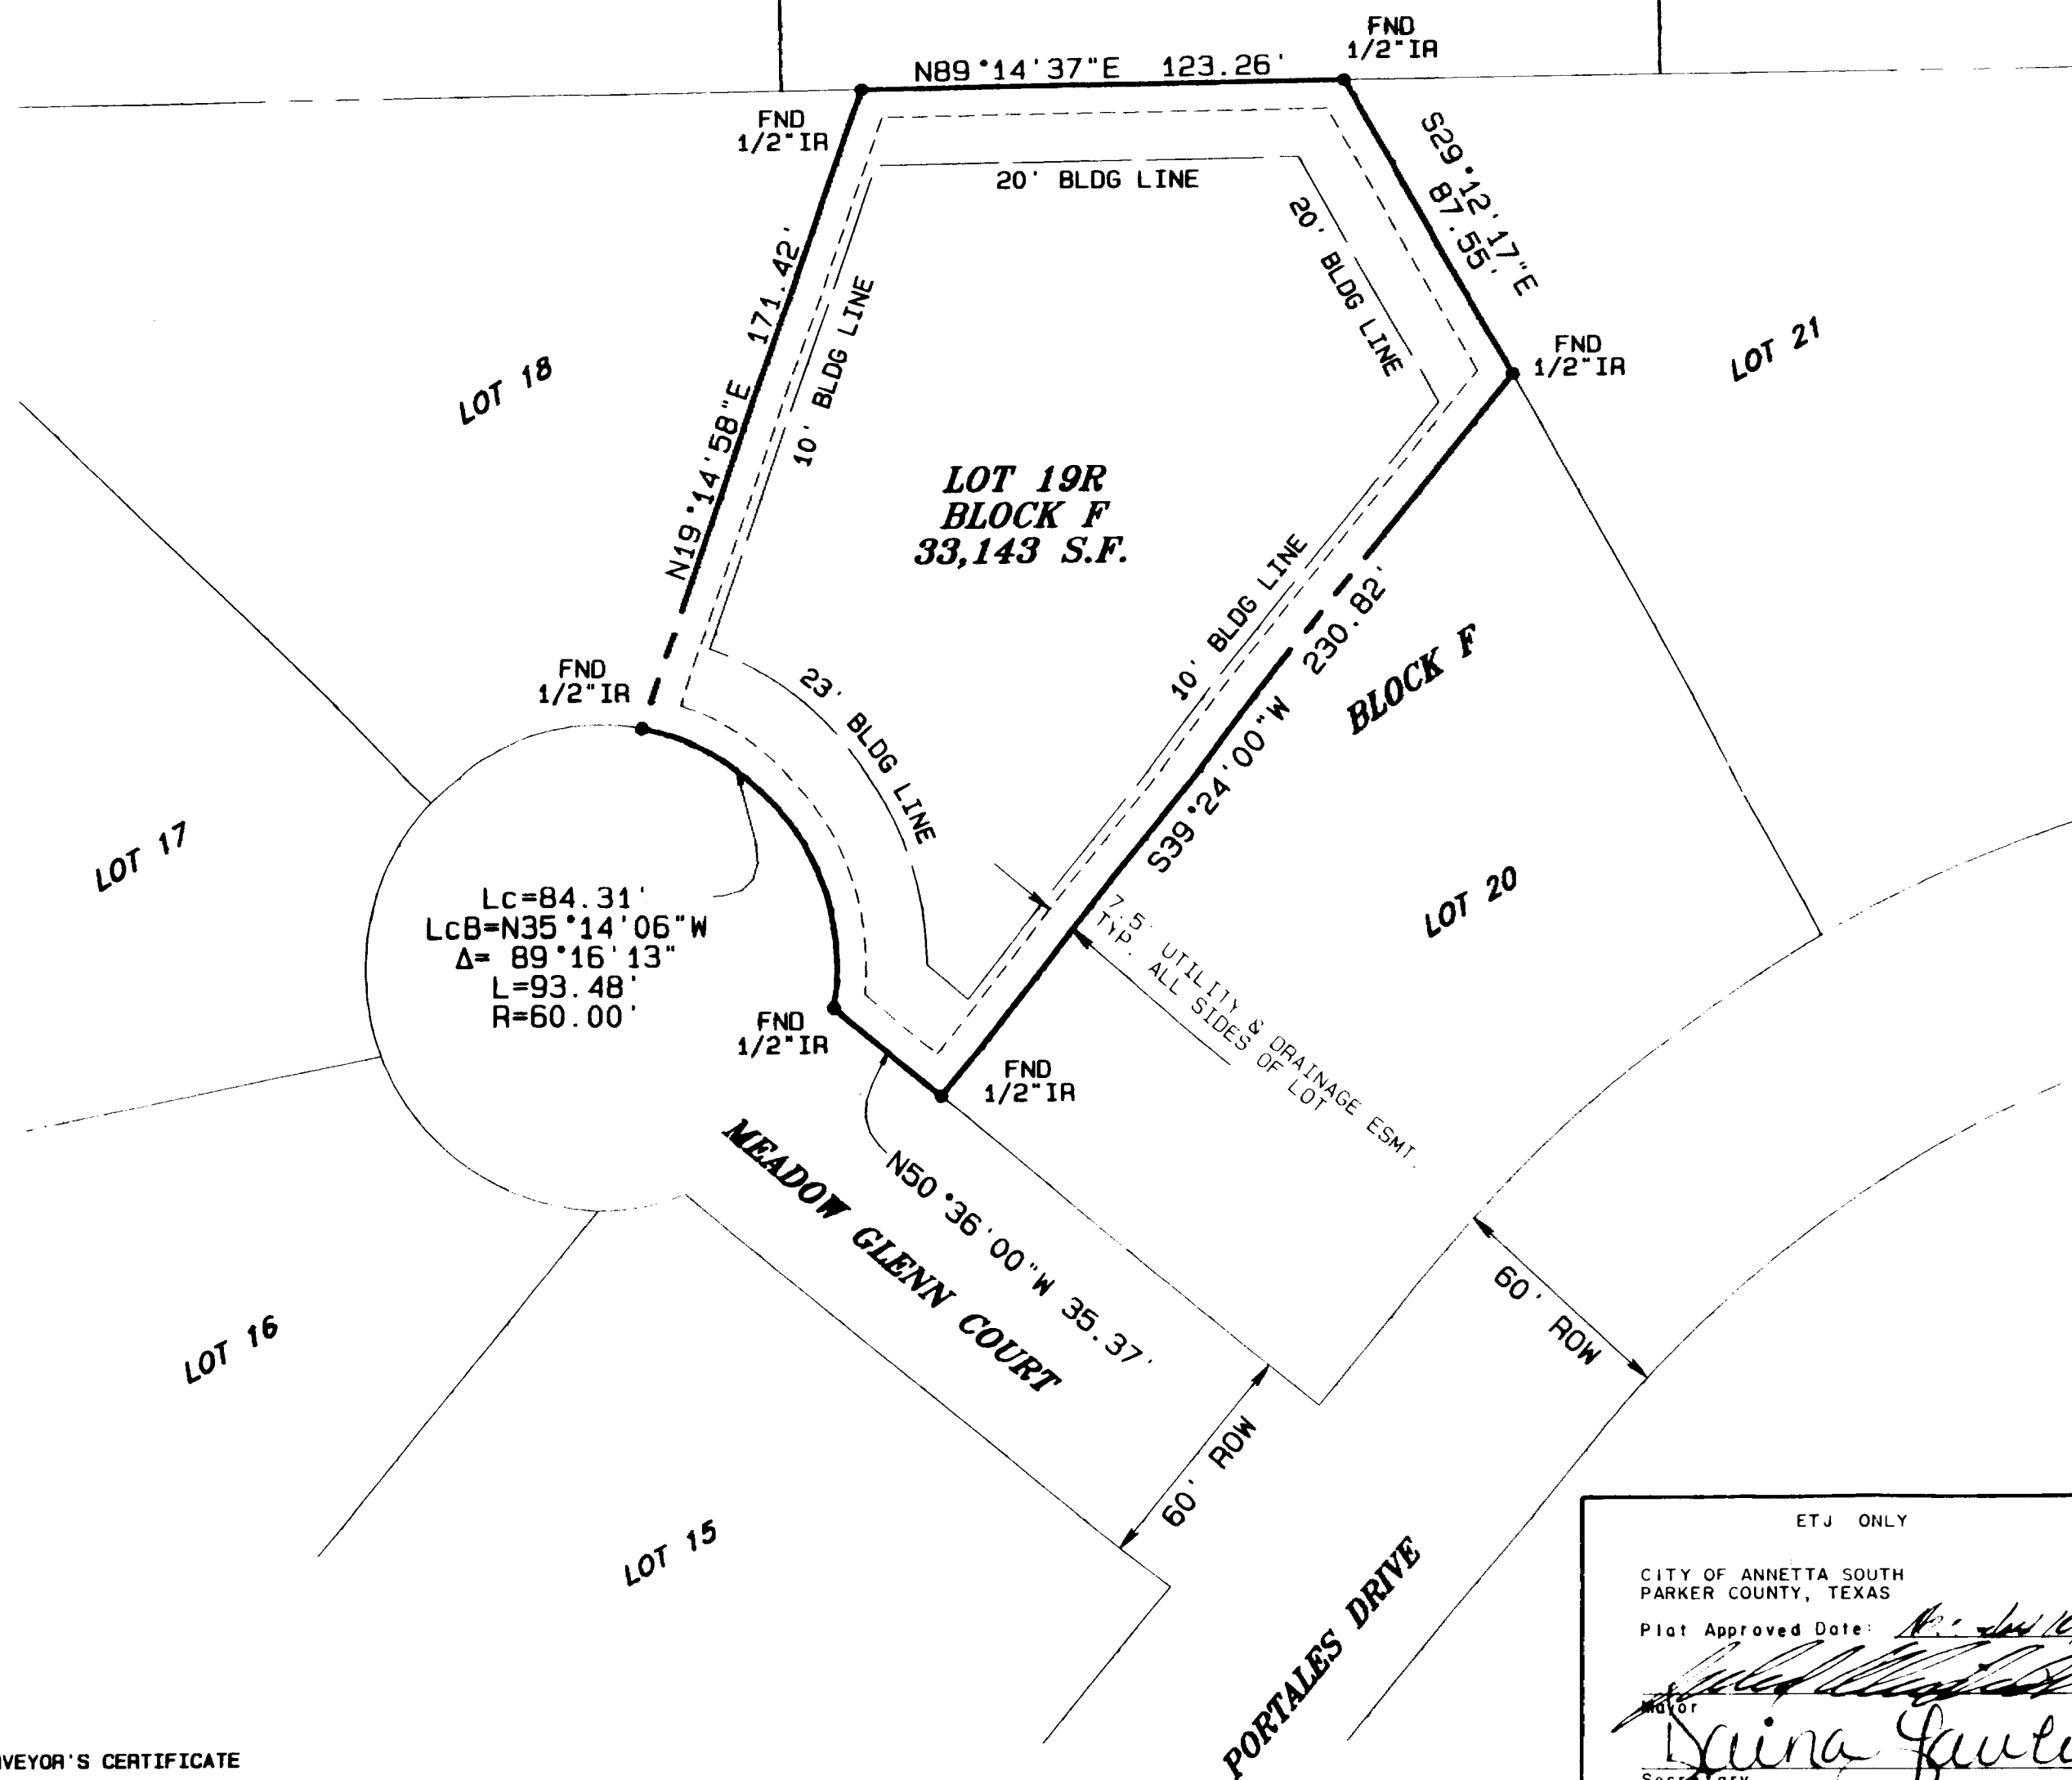 FND
1/2"IR
N89°14'37"E 123.26'
FND
1/2"IR
S29°12'17"E
87.55'
20' BLDG LINE
20' BLDG LINE
N19°14'58"E 171.42'
10' BLDG LINE
FND
1/2"IR
LOT 21
LOT 18
LOT 19R
BLOCK F
33,143 S.F.
10' BLDG LINE
S39°24'00"W 230.82'
BLOCK F
FND
1/2"IR
23' BLDG LINE
LOT 17
LOT 20
Lc=84.31'
LcB=N35°14'06"W
Δ= 89°16'13"
L=93.48'
R=60.00'
7.5' UTILITY & DRAINAGE ESMT.
TYP. ALL SIDES OF LOT
FND
1/2"IR
FND
1/2"IR
N50°36'00"W 35.37'
MEADOW GLENN COURT
60' ROW
LOT 16
60' ROW
LOT 15
PORTALES DRIVE
ETJ ONLY
CITY OF ANNETTA SOUTH
PARKER COUNTY, TEXAS
Plat Approved Date:
Mayor
Daina
Secretary
VEYOR'S CERTIFICATE